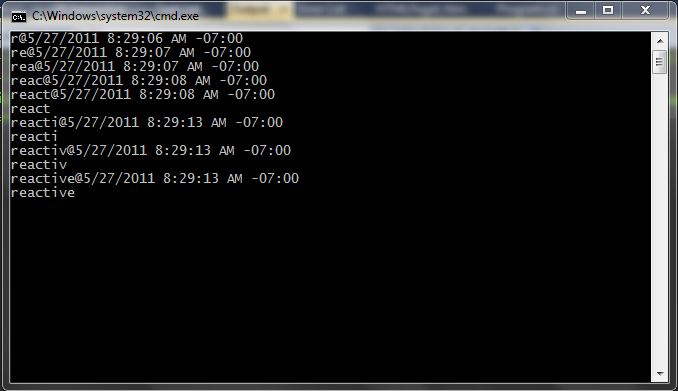 C:\Windows\system32\cmd.exe
r@5/27/2011 8:29:06 AM -07:00
re@5/27/2011 8:29:07 AM -07:00
rea@5/27/2011 8:29:07 AM -07:00
reac@5/27/2011 8:29:08 AM -07:00
react@5/27/2011 8:29:08 AM -07:00
react
reacti@5/27/2011 8:29:13 AM -07:00
reacti
reactiv@5/27/2011 8:29:13 AM -07:00
reactiv
reactive@5/27/2011 8:29:13 AM -07:00
reactive